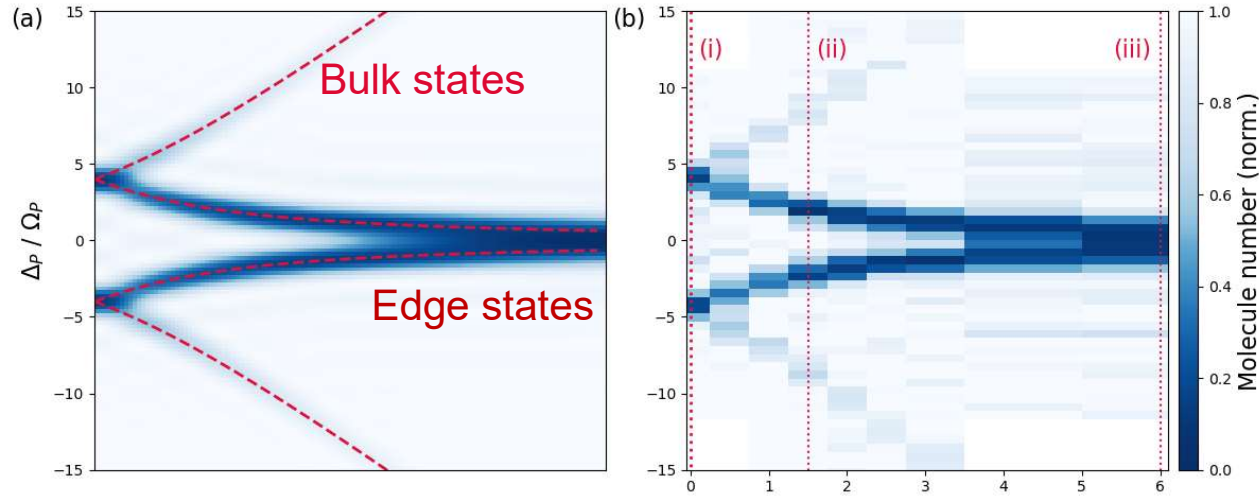 (a)
15
10
5
0
−5
−10
−15
Δ_P / Ω_P
Bulk states
Edge states
(b)
15
10
5
0
−5
−10
−15
(i)
(ii)
(iii)
0 1 2 3 4 5 6
1.0
0.8
0.6
0.4
0.2
0.0
Molecule number (norm.)